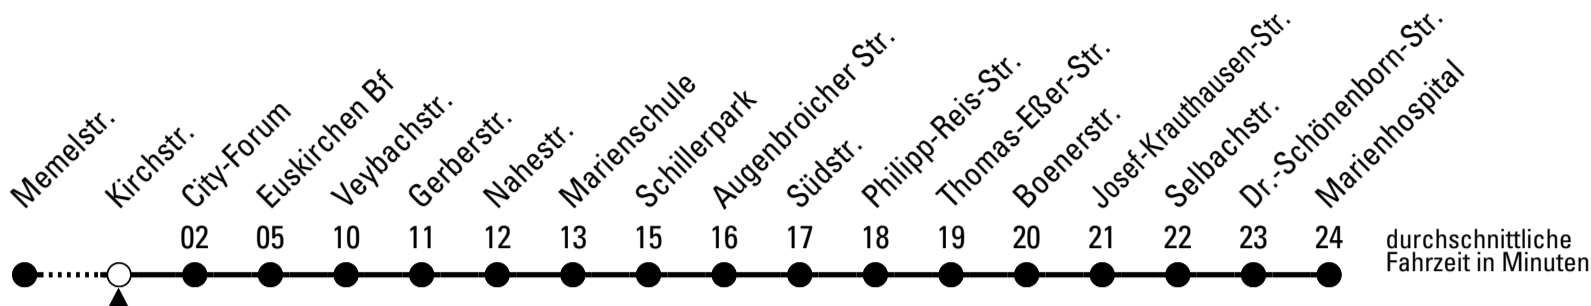 Memelstr.
Kirchstr.
City-Forum
Euskirchen Bf
Veybachstr.
Gerberstr.
Nahestr.
Marienschule
Schillerpark
Augenbroicher Str.
Südstr.
Philipp-Reis-Str.
Thomas-Eßer-Str.
Boenerstr.
Josef-Krauthausen-Str.
Selbachstr.
Dr.-Schönenborn-Str.
Marienhospital
02 05 10 11 12 13 15 16 17 18 19 20 21 22 23 24
durchschnittliche
Fahrzeit in Minuten